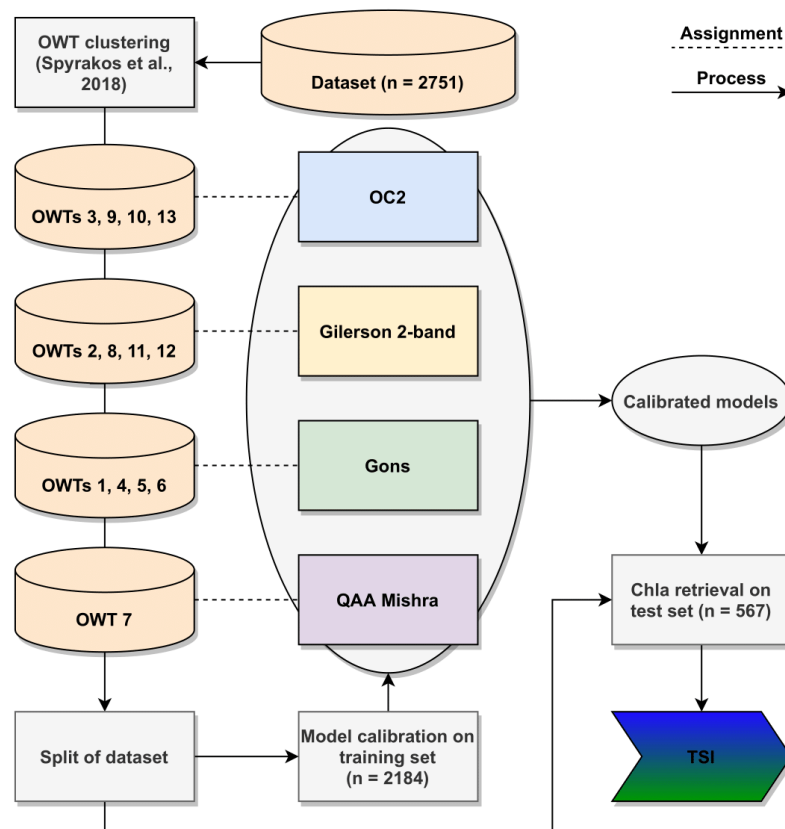 OWT clustering
(Spyrakos et al.,
2018)
Dataset (n = 2751)
Assignment
Process
OWTs 3, 9, 10, 13
OC2
OWTs 2, 8, 11, 12
Gilerson 2-band
Calibrated models
OWTs 1, 4, 5, 6
Gons
OWT 7
QAA Mishra
Chla retrieval on
test set (n = 567)
Split of dataset
Model calibration on
training set
(n = 2184)
TSI